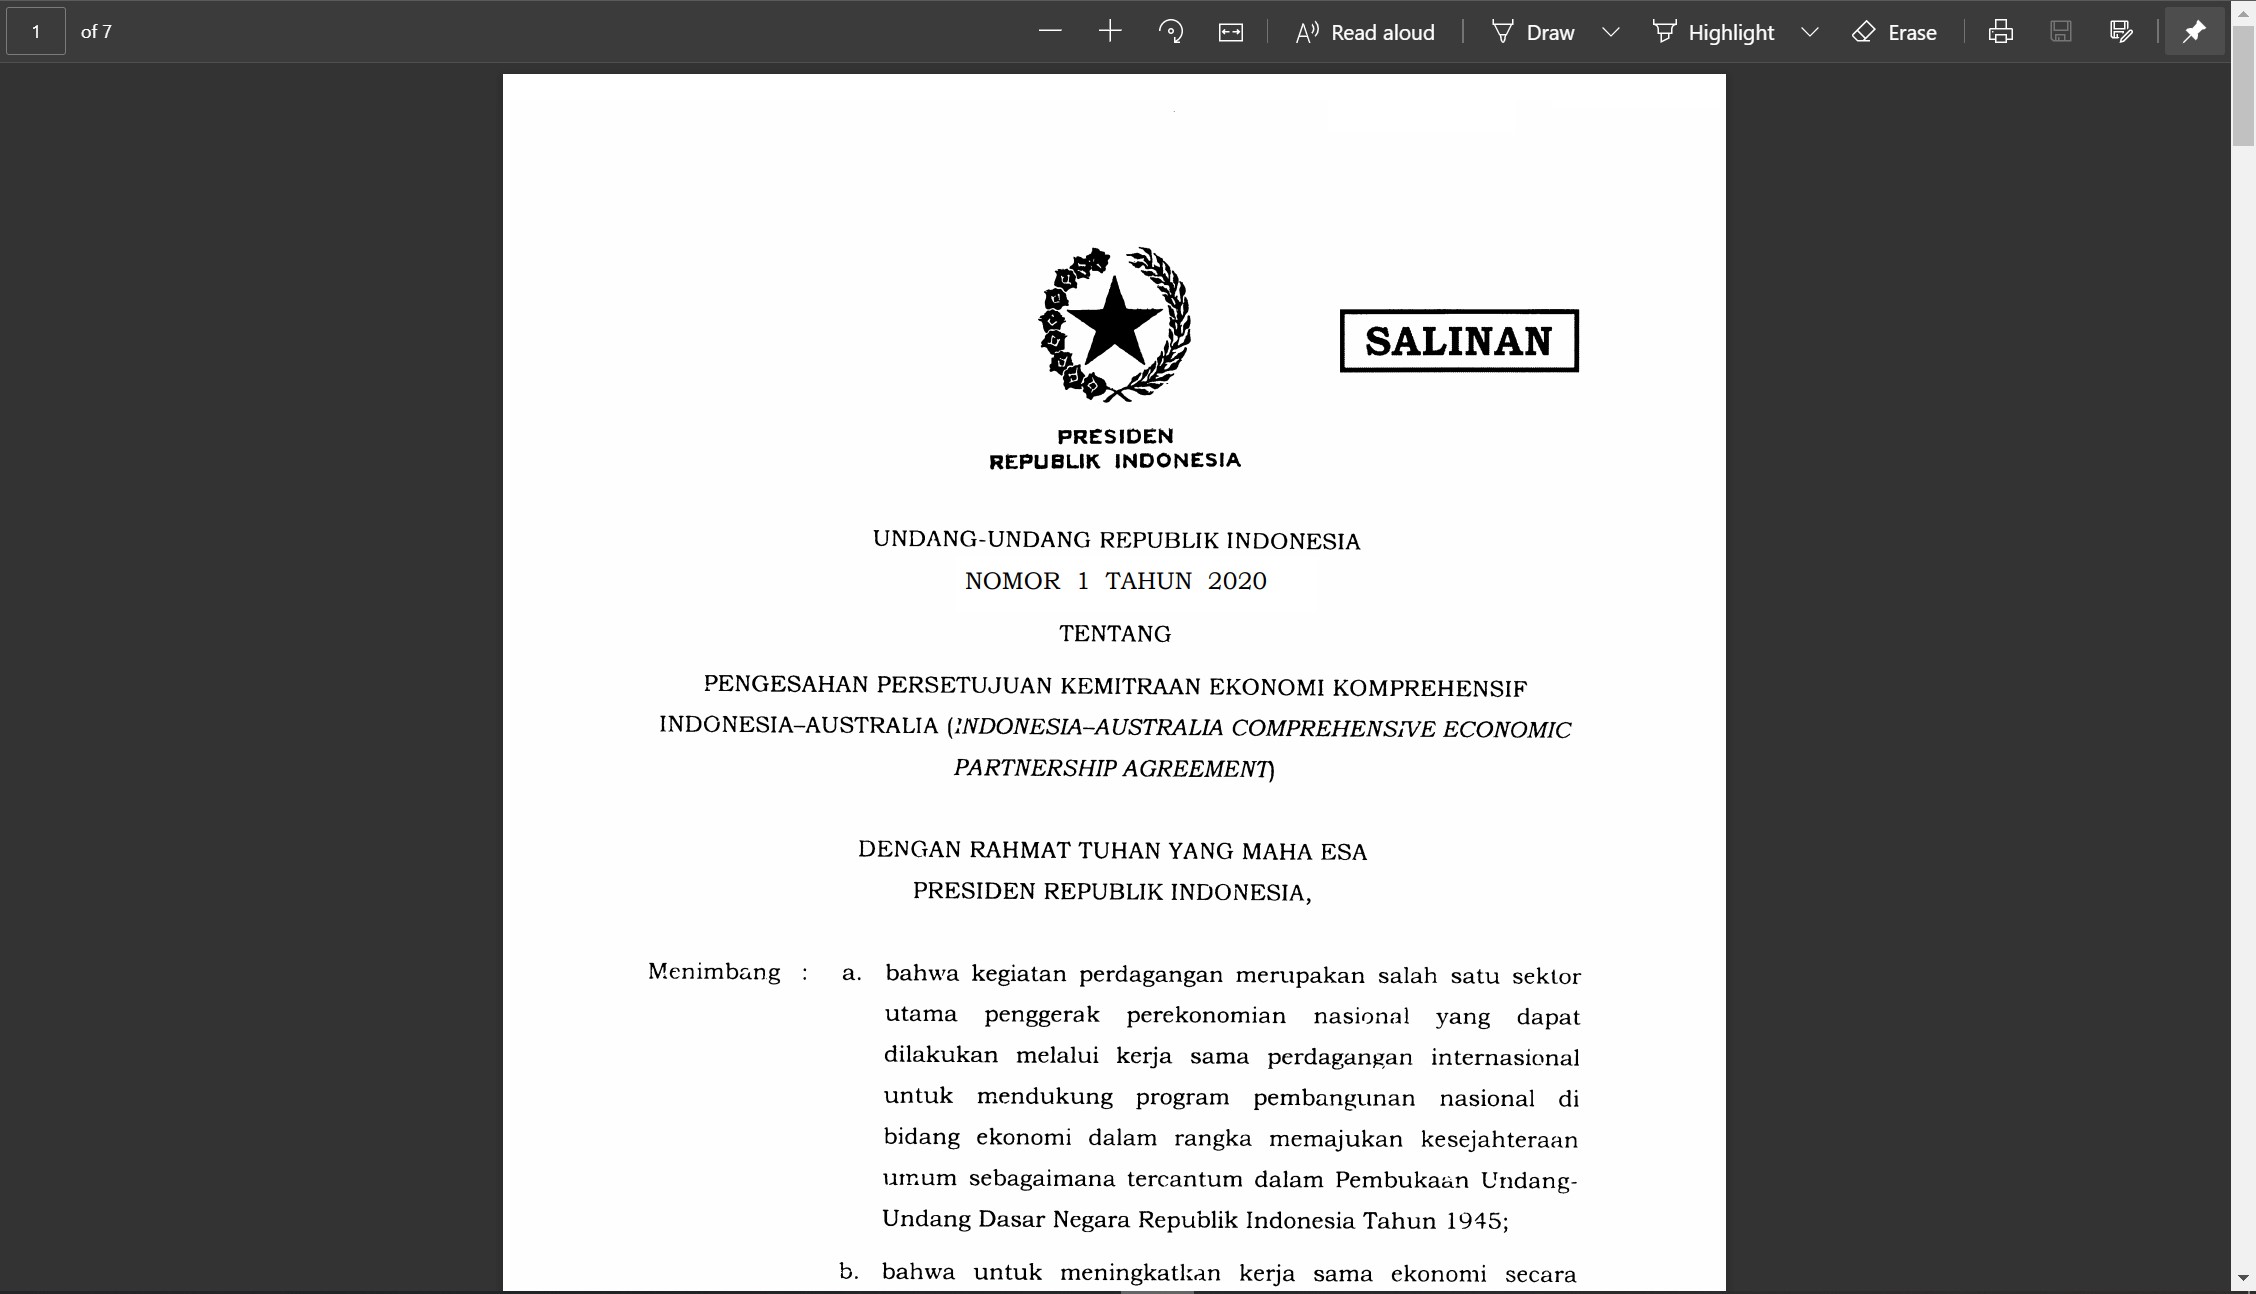 1 of 7 Read aloud Draw Highlight Erase
SALINAN
PRESIDEN
REPUBLIK INDONESIA
UNDANG-UNDANG REPUBLIK INDONESIA
NOMOR 1 TAHUN 2020
TENTANG
PENGESAHAN PERSETUJUAN KEMITRAAN EKONOMI KOMPREHENSIF
INDONESIA–AUSTRALIA (INDONESIA–AUSTRALIA COMPREHENSIVE ECONOMIC
PARTNERSHIP AGREEMENT)
DENGAN RAHMAT TUHAN YANG MAHA ESA
PRESIDEN REPUBLIK INDONESIA,
Menimbang : a. bahwa kegiatan perdagangan merupakan salah satu sektor
utama penggerak perekonomian nasional yang dapat
dilakukan melalui kerja sama perdagangan internasional
untuk mendukung program pembangunan nasional di
bidang ekonomi dalam rangka memajukan kesejahteraan
umum sebagaimana tercantum dalam Pembukaan Undang-
Undang Dasar Negara Republik Indonesia Tahun 1945;
b. bahwa untuk meningkatkan kerja sama ekonomi secara